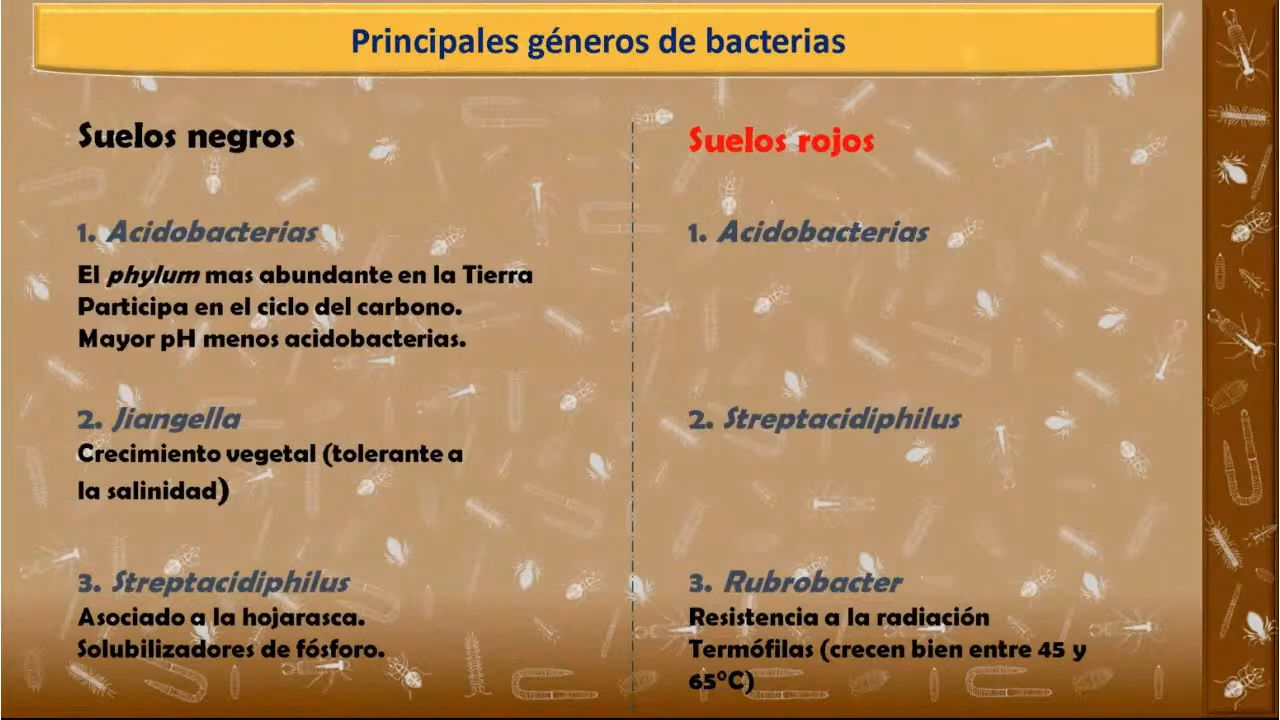 Principales géneros de bacterias
Suelos negros
1. Acidobacterias
El phylum mas abundante en la Tierra
Participa en el ciclo del carbono.
Mayor pH menos acidobacterias.
2. Jiangella
Crecimiento vegetal (tolerante a
la salinidad)
3. Streptacidiphilus
Asociado a la hojarasca.
Solubilizadores de fósforo.
Suelos rojos
1. Acidobacterias
2. Streptacidiphilus
3. Rubrobacter
Resistencia a la radiación
Termófilas (crecen bien entre 45 y
65°C)